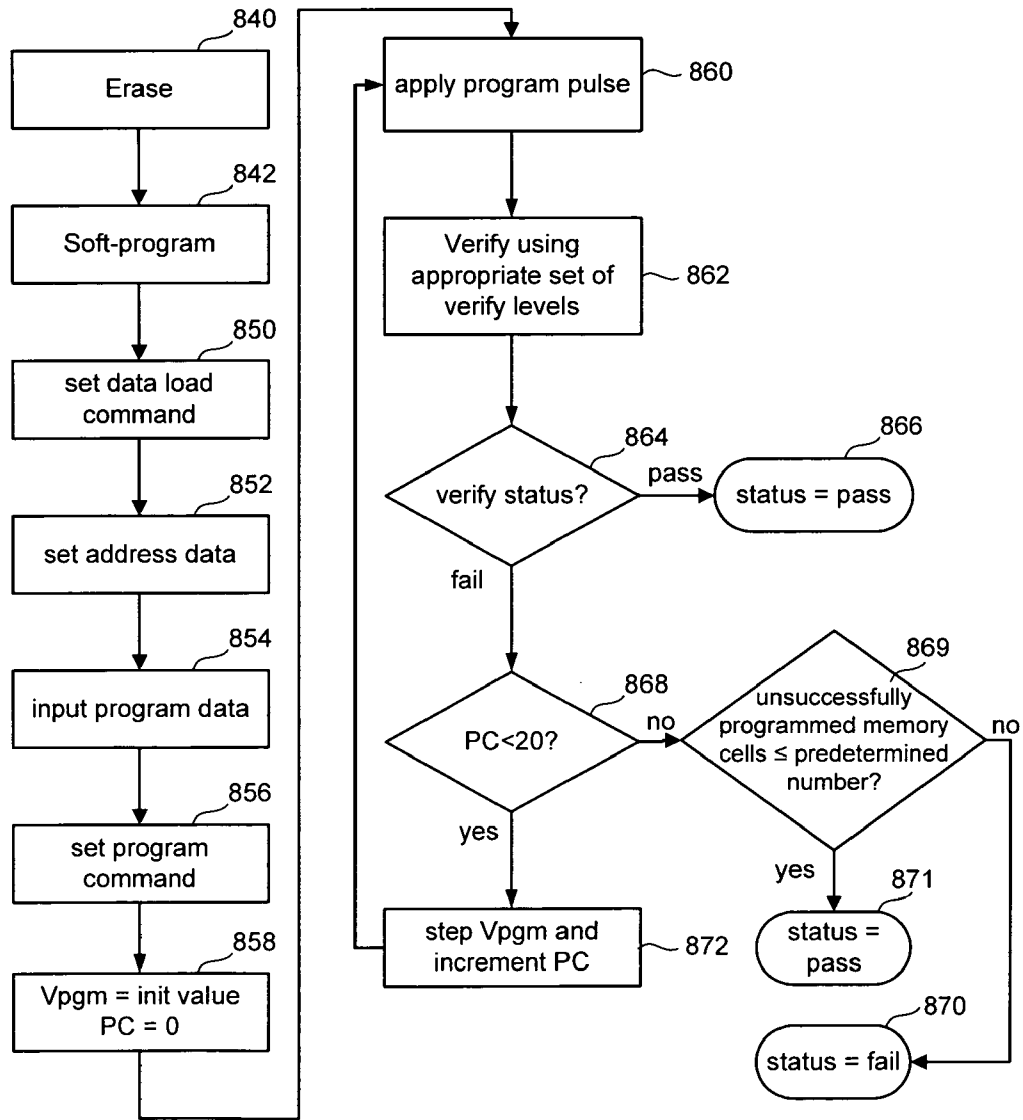 840
Erase
842
Soft-program
850
set data load
command
852
set address data
854
input program data
856
set program
command
858
Vpgm = init value
PC = 0
apply program pulse
860
Verify using
appropriate set of
verify levels
862
verify status?
864
pass
866
status = pass
fail
PC<20?
868
no
869
unsuccessfully
programmed memory
cells ≤ predetermined
number?
no
yes
yes
871
status =
pass
step Vpgm and
increment PC
872
870
status = fail